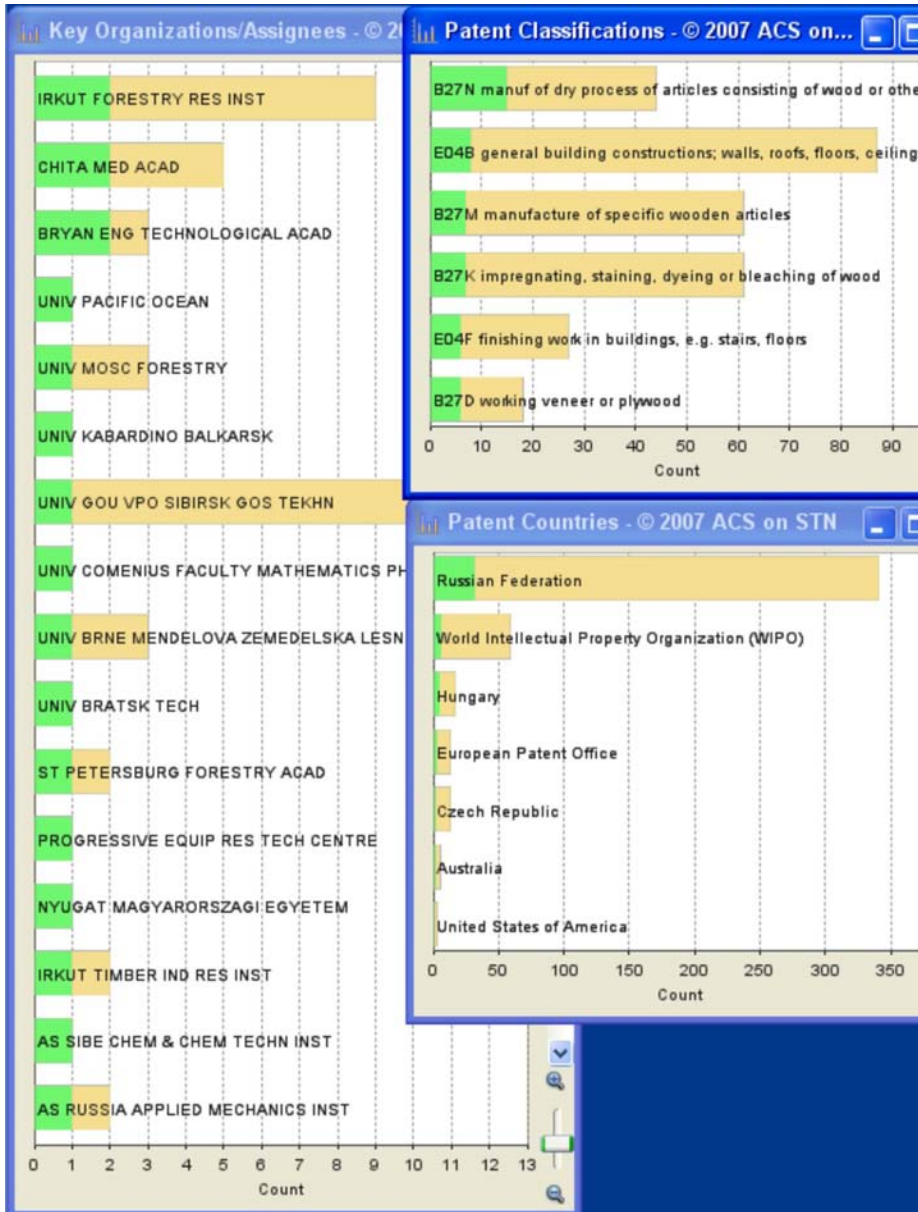 Key Organizations/Assignees - © 20
IRKUT FORESTRY RES INST
CHITA MED ACAD
BRYAN ENG TECHNOLOGICAL ACAD
UNIV PACIFIC OCEAN
UNIV MOSC FORESTRY
UNIV KABARDINO BALKARSK
UNIV GOU VPO SIBIRSK GOS TEKHN
UNIV COMENIUS FACULTY MATHEMATICS PH
UNIV BRNE MENDELOVA ZEMEDELSKA LESN
UNIV BRATSK TECH
ST PETERSBURG FORESTRY ACAD
PROGRESSIVE EQUIP RES TECH CENTRE
NYUGAT MAGYARORSZAGI EGYETEM
IRKUT TIMBER IND RES INST
AS SIBE CHEM & CHEM TECHN INST
AS RUSSIA APPLIED MECHANICS INST
0 1 2 3 4 5 6 7 8 9 10 11 12 13
Count
Patent Classifications - © 2007 ACS on...
B27N manuf of dry process of articles consisting of wood or othe
E04B general building constructions; walls, roofs, floors, ceiling
B27M manufacture of specific wooden articles
B27K impregnating, staining, dyeing or bleaching of wood
E04F finishing work in buildings, e.g. stairs, floors
B27D working veneer or plywood
0 10 20 30 40 50 60 70 80 90
Count
Patent Countries - © 2007 ACS on STN
Russian Federation
World Intellectual Property Organization (WIPO)
Hungary
European Patent Office
Czech Republic
Australia
United States of America
0 50 100 150 200 250 300 350
Count